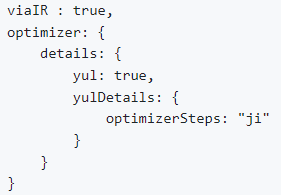 viaIR : true,
optimizer: {
    details: {
        yul: true,
        yulDetails: {
            optimizerSteps: "ji"
        }
    }
}